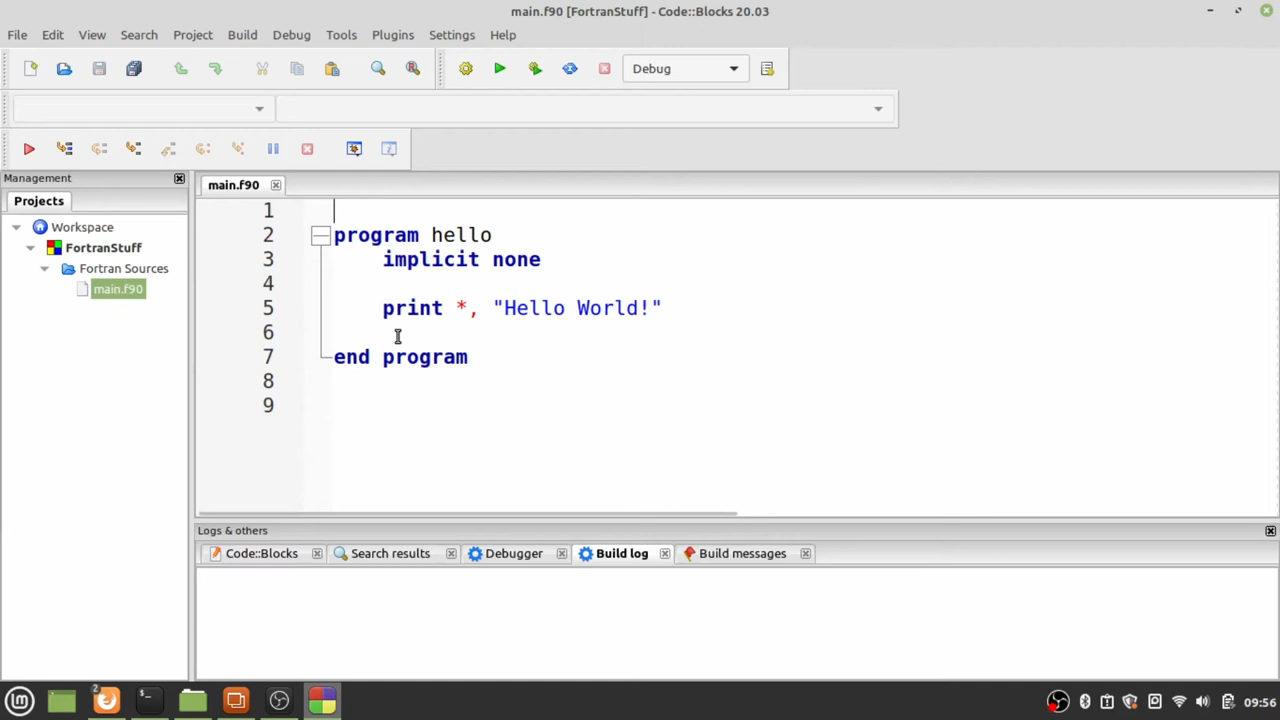 main.f90 [FortranStuff] - Code::Blocks 20.03
File Edit View Search Project Build Debug Tools Plugins Settings Help
Debug
Management
main.f90
Projects
Workspace
FortranStuff
Fortran Sources
main.f90
1
2 program hello
3 implicit none
4
5 print *, "Hello World!"
6
7 end program
8
9
Logs & others
Code::Blocks Search results Debugger Build log Build messages
2
09:56